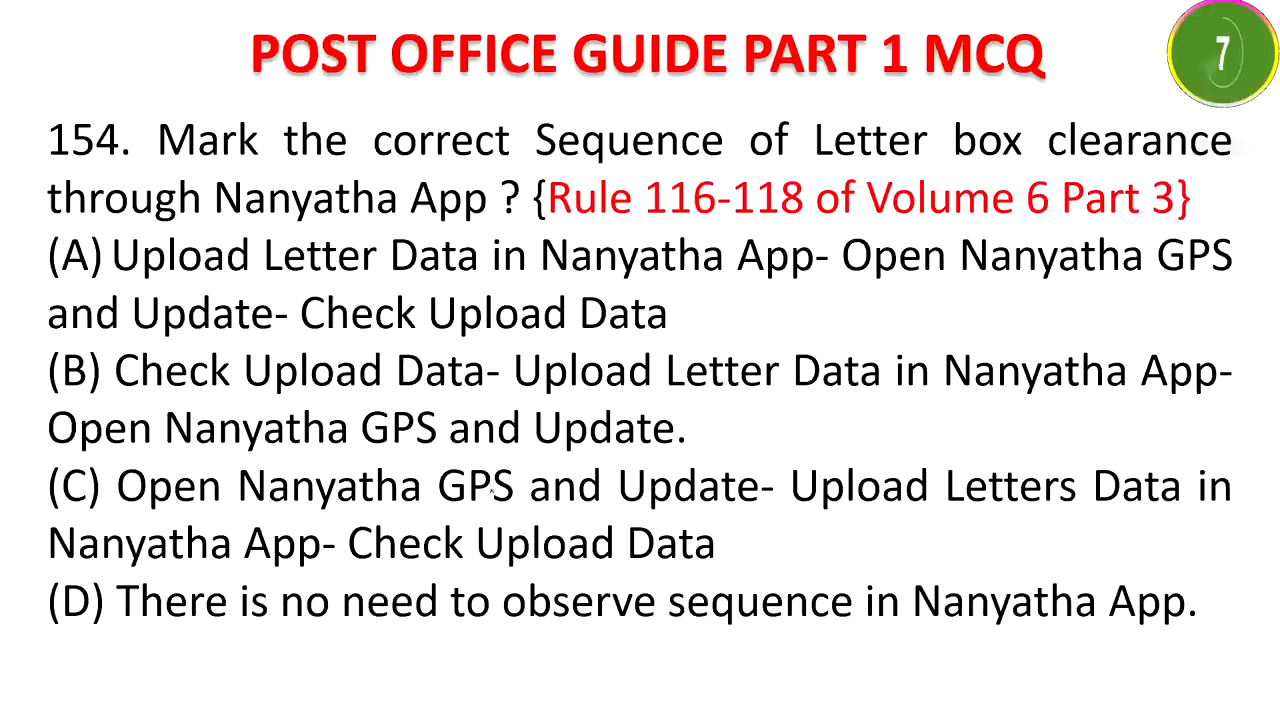 POST OFFICE GUIDE PART 1 MCQ
7
154. Mark the correct Sequence of Letter box clearance
through Nanyatha App ? {Rule 116-118 of Volume 6 Part 3}
(A) Upload Letter Data in Nanyatha App- Open Nanyatha GPS
and Update- Check Upload Data
(B) Check Upload Data- Upload Letter Data in Nanyatha App-
Open Nanyatha GPS and Update.
(C) Open Nanyatha GPS and Update- Upload Letters Data in
Nanyatha App- Check Upload Data
(D) There is no need to observe sequence in Nanyatha App.